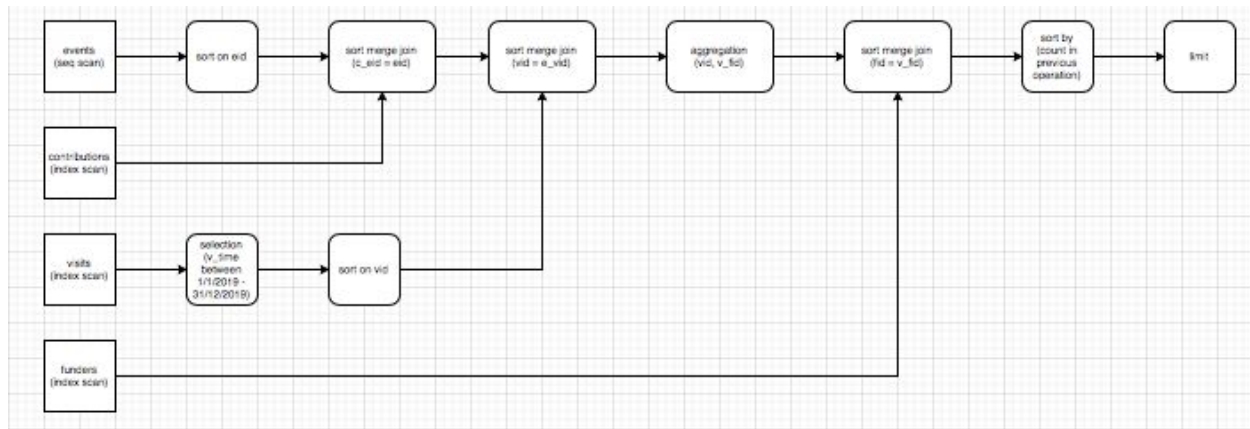 events
(seq scan)
sort on eid
sort merge join
(c_eid = eid)
sort merge join
(vid = e_vid)
aggregation
(vid, v_fid)
sort merge join
(fid = v_fid)
sort by
(count in
previous
operation)
limit
contributions
(index scan)
visits
(index scan)
selection
(v_time
between
1/1/2019 -
31/12/2019)
sort on vid
funders
(index scan)